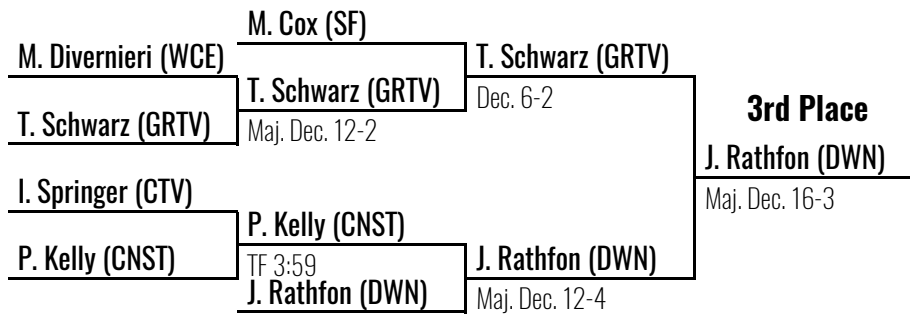 M. Cox (SF)
M. Divernieri (WCE)
T. Schwarz (GRTV)
T. Schwarz (GRTV)
Dec. 6-2
T. Schwarz (GRTV)
Maj. Dec. 12-2
3rd Place
J. Rathfon (DWN)
Maj. Dec. 16-3
I. Springer (CTV)
P. Kelly (CNST)
P. Kelly (CNST)
TF 3:59
J. Rathfon (DWN)
J. Rathfon (DWN)
Maj. Dec. 12-4